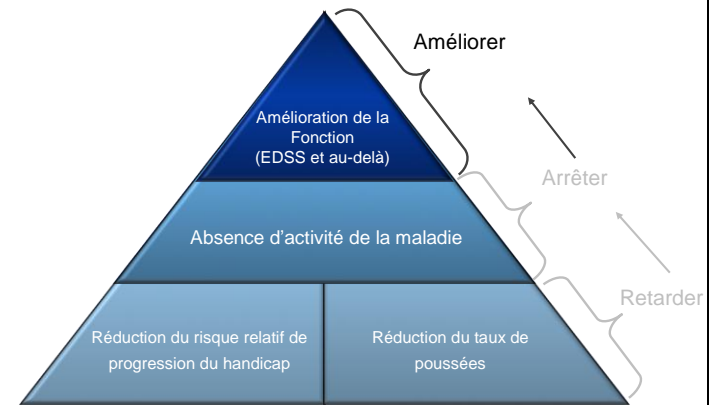 Améliorer
Amélioration de la
Fonction
(EDSS et au-delà)
Arrêter
Absence d’activité de la maladie
Retarder
Réduction du risque relatif de
progression du handicap
Réduction du taux de
poussées